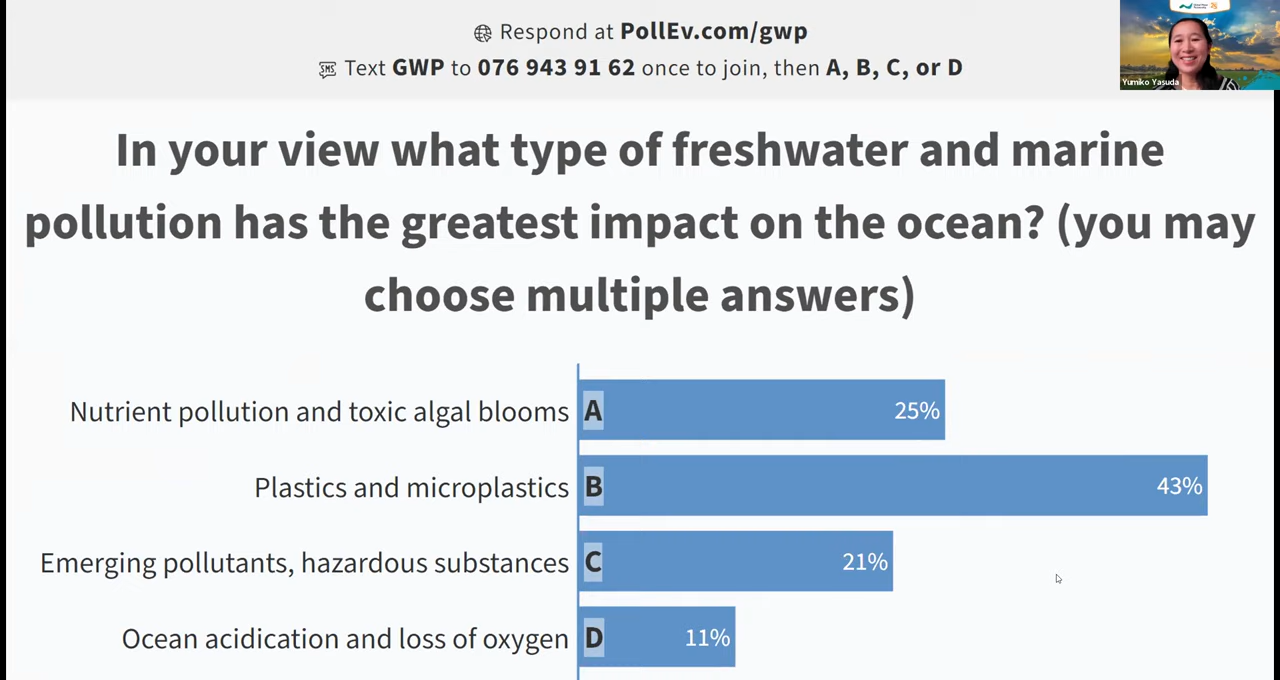 Respond at PollEv.com/gwp
SMS Text GWP to 076 943 91 62 once to join, then A, B, C, or D
Yumiko Yasuda
In your view what type of freshwater and marine
pollution has the greatest impact on the ocean? (you may
choose multiple answers)
Nutrient pollution and toxic algal blooms A 25%
Plastics and microplastics B 43%
Emerging pollutants, hazardous substances C 21%
Ocean acidication and loss of oxygen D 11%